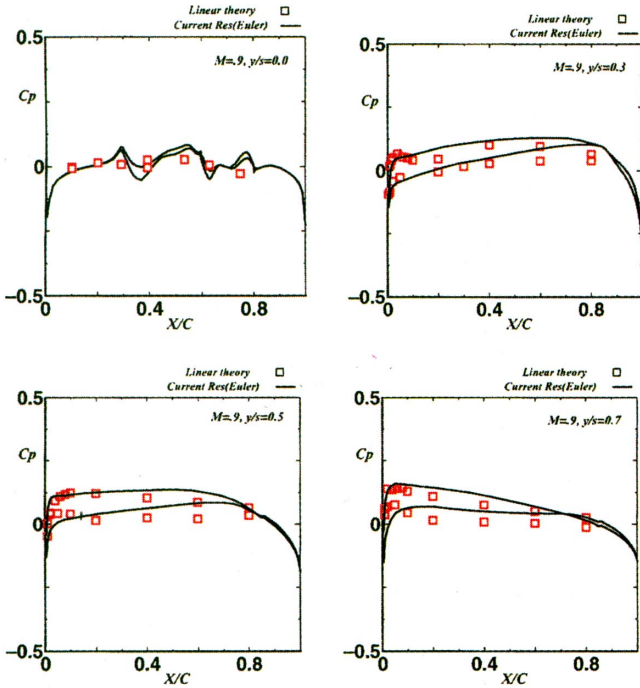 Linear theory
Current Res(Euler)
0.5
M=.9, y/s=0.0
Cp
0
−0.5
0
0.4
0.8
X/C
Linear theory
Current Res(Euler)
0.5
M=.9, y/s=0.3
Cp
0
−0.5
0
0.4
0.8
X/C
Linear theory
Current Res(Euler)
0.5
M=.9, y/s=0.5
Cp
0
−0.5
0
0.4
0.8
X/C
Linear theory
Current Res(Euler)
0.5
M=.9, y/s=0.7
Cp
0
−0.5
0
0.4
0.8
X/C